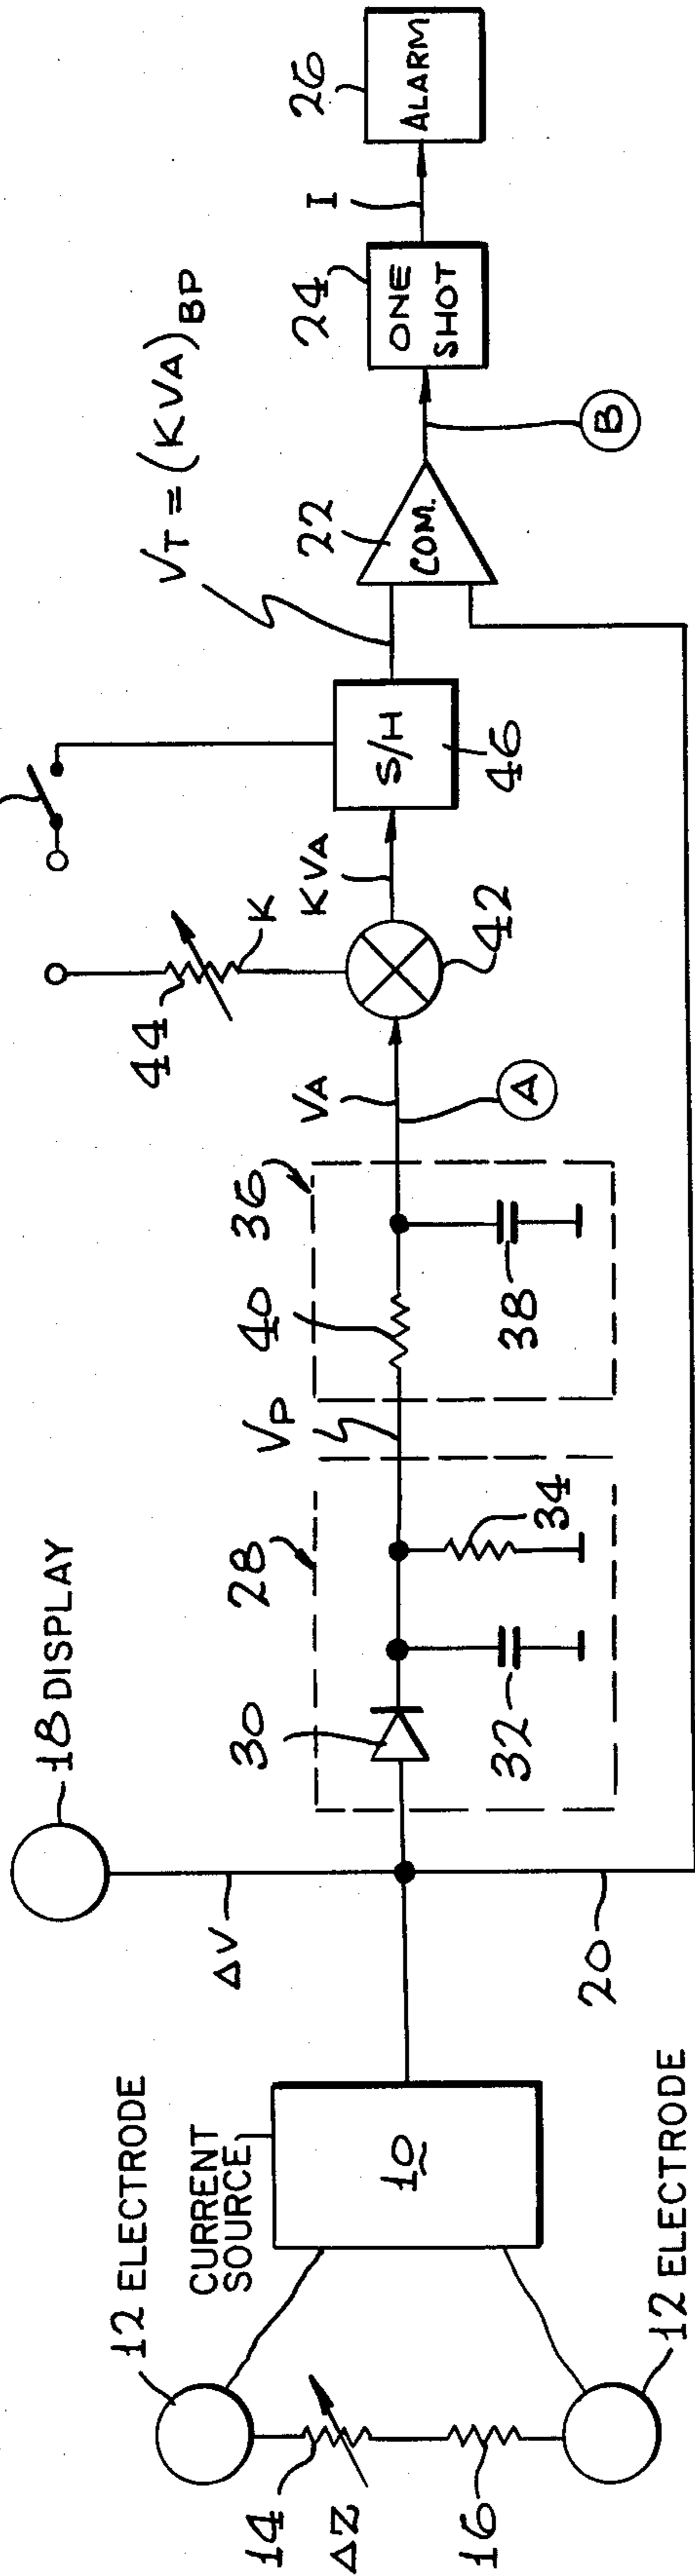 12 ELECTRODE
14
ΔZ
16
12 ELECTRODE
CURRENT
SOURCE
10
18 DISPLAY
ΔV
20
28
30
32
34
VP
36
40
38
VA
A
44
K
42
KVA
S/H
46
VT = (KVA)BP
22
COM.
B
24
ONE
SHOT
I
26
ALARM